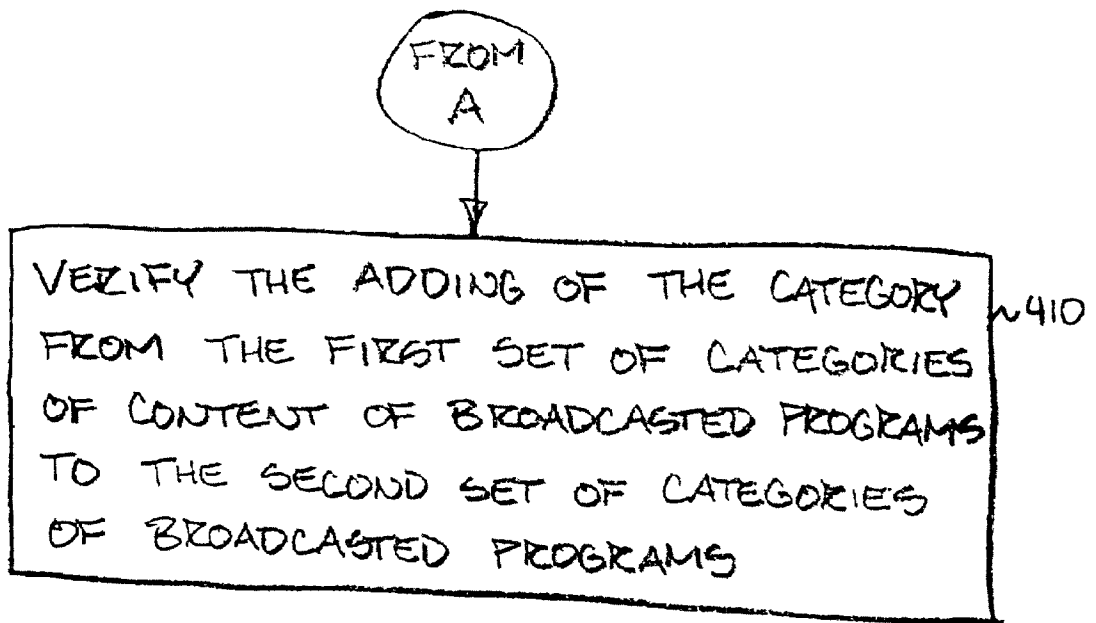 FROM
A
VERIFY THE ADDING OF THE CATEGORY
FROM THE FIRST SET OF CATEGORIES
OF CONTENT OF BROADCASTED PROGRAMS
TO THE SECOND SET OF CATEGORIES
OF BROADCASTED PROGRAMS
~410